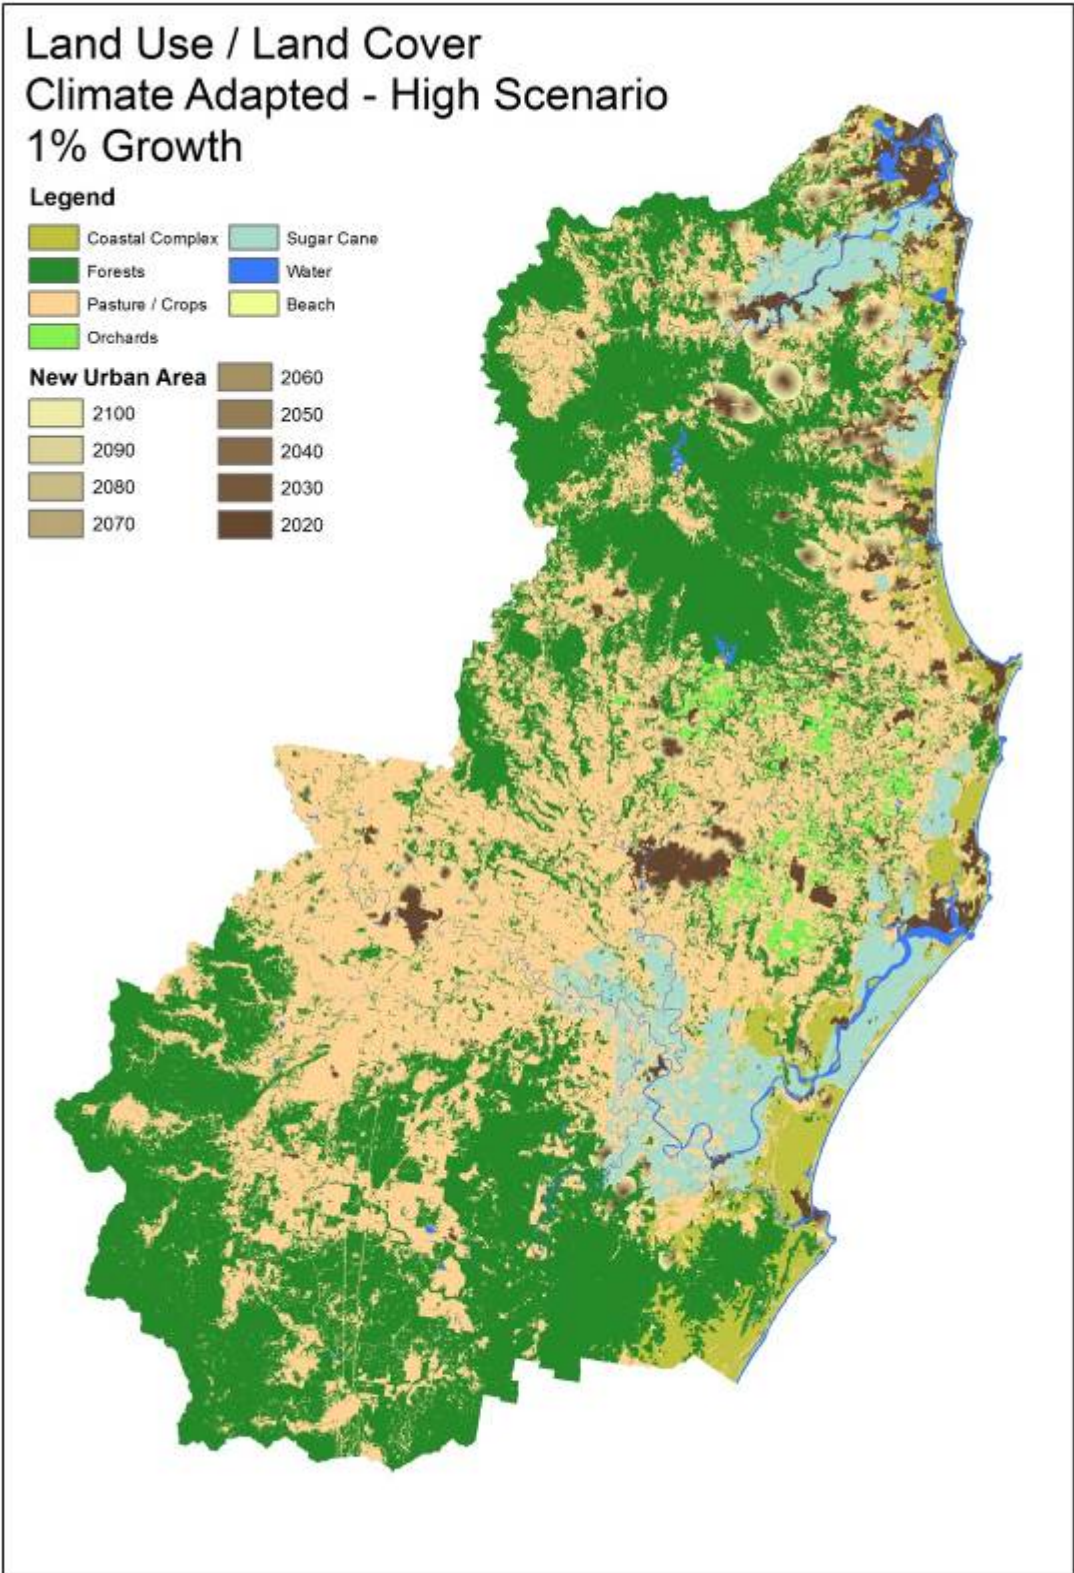 Land Use / Land Cover
Climate Adapted - High Scenario
1% Growth
Legend
Coastal Complex
Forests
Pasture / Crops
Orchards
Sugar Cane
Water
Beach
New Urban Area
2100
2090
2080
2070
2060
2050
2040
2030
2020